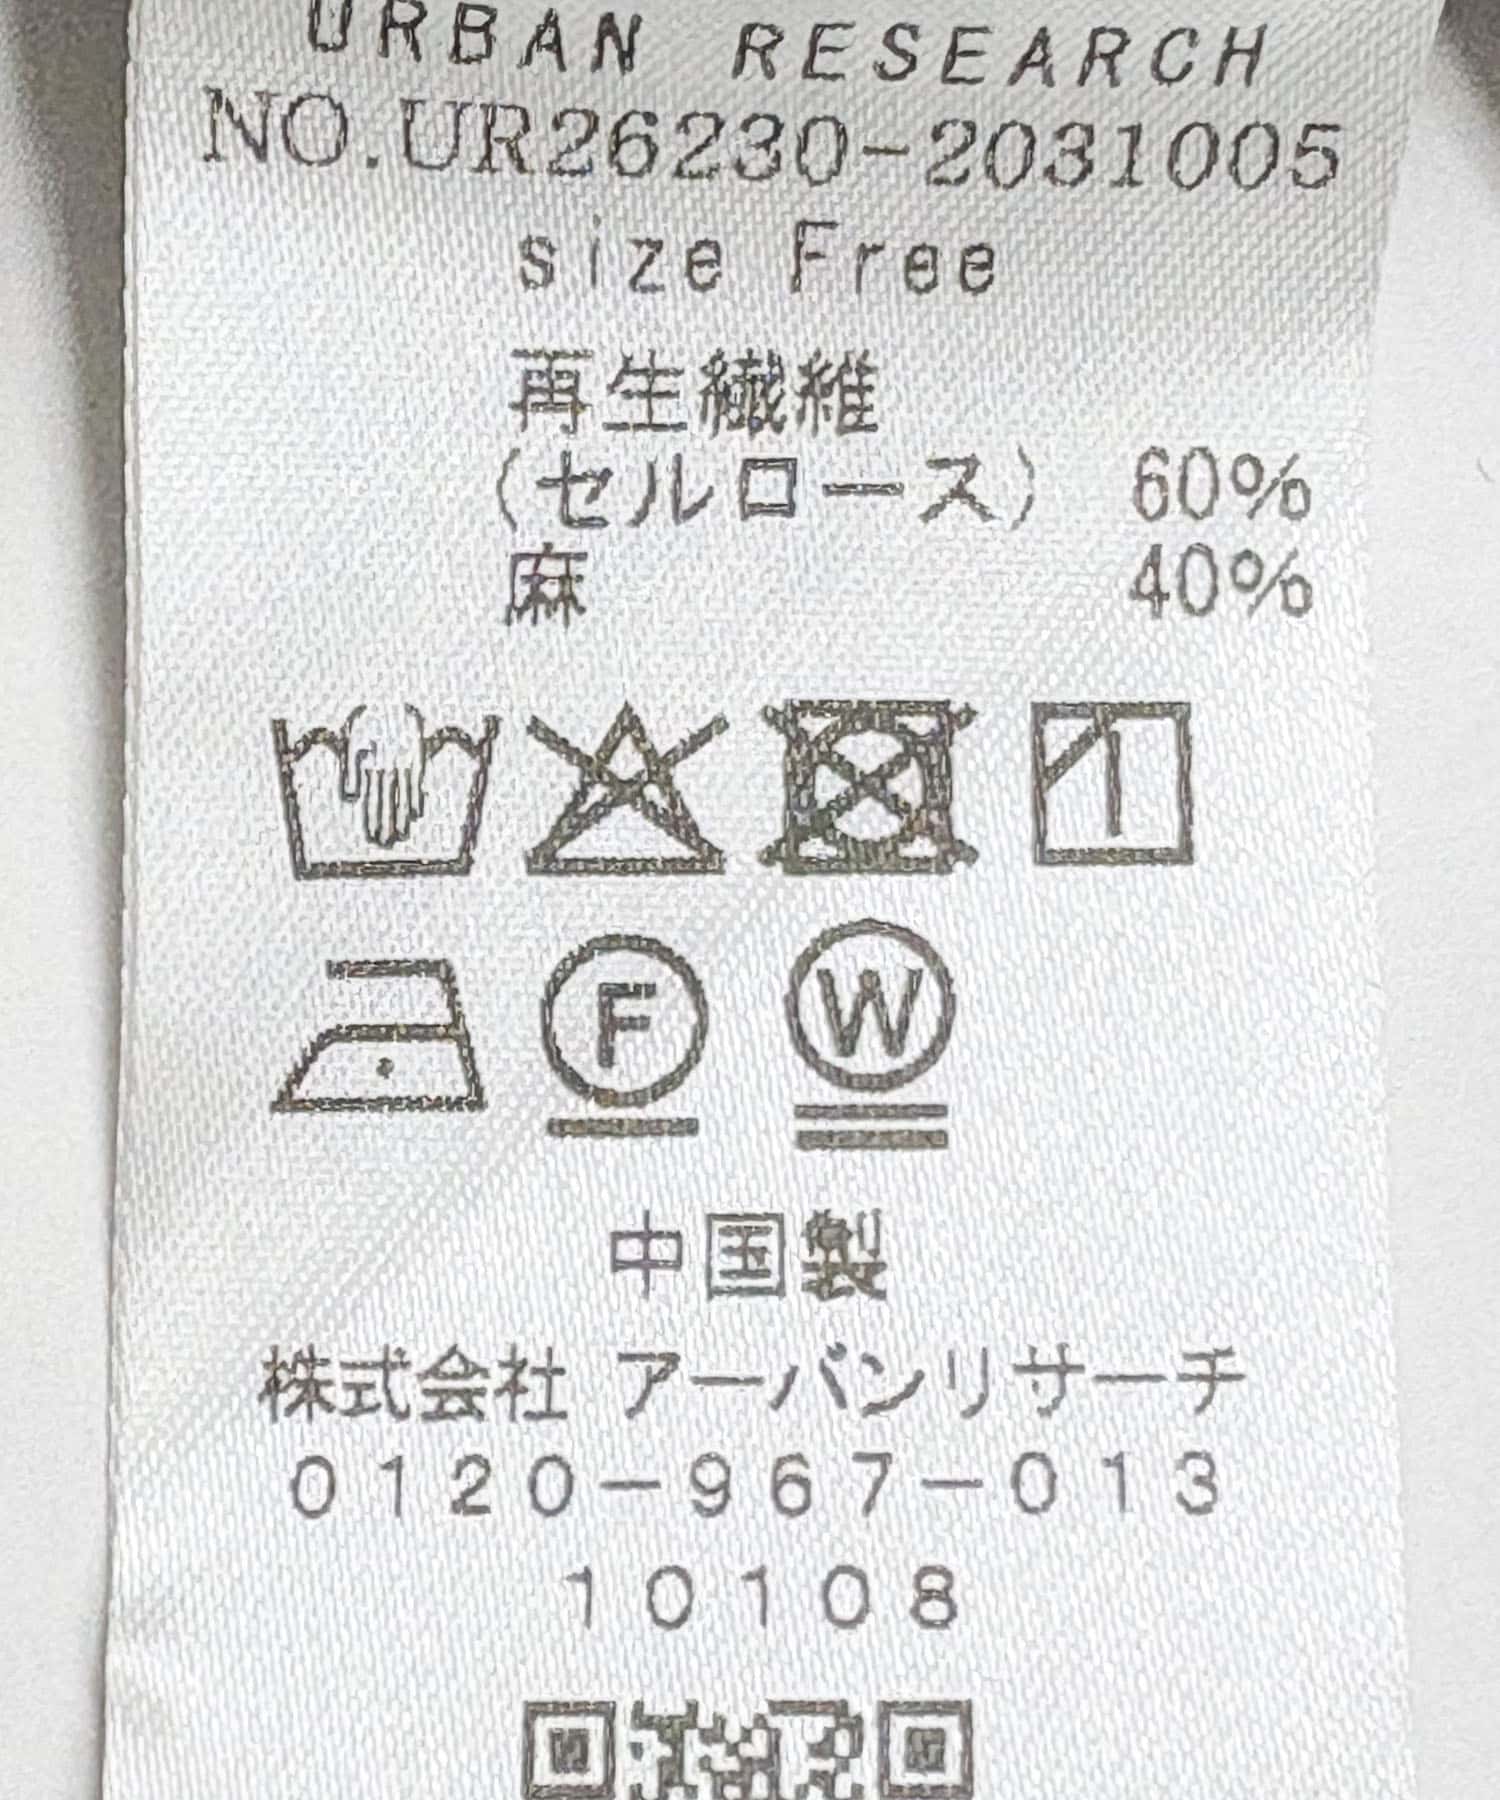 URBAN RESEARCH
NO.UR26230-2031005
size Free
再生繊維
(セルロース) 60%
麻 40%
F
W
中国製
株式会社 アーバンリサーチ
0120-967-013
10108